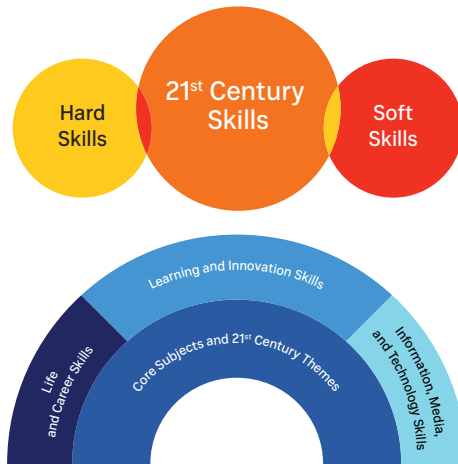 Hard
Skills
21st Century
Skills
Soft
Skills
Learning and Innovation Skills
Life
and Career Skills
Core Subjects and 21st Century Themes
Information, Media,
and Technology Skills